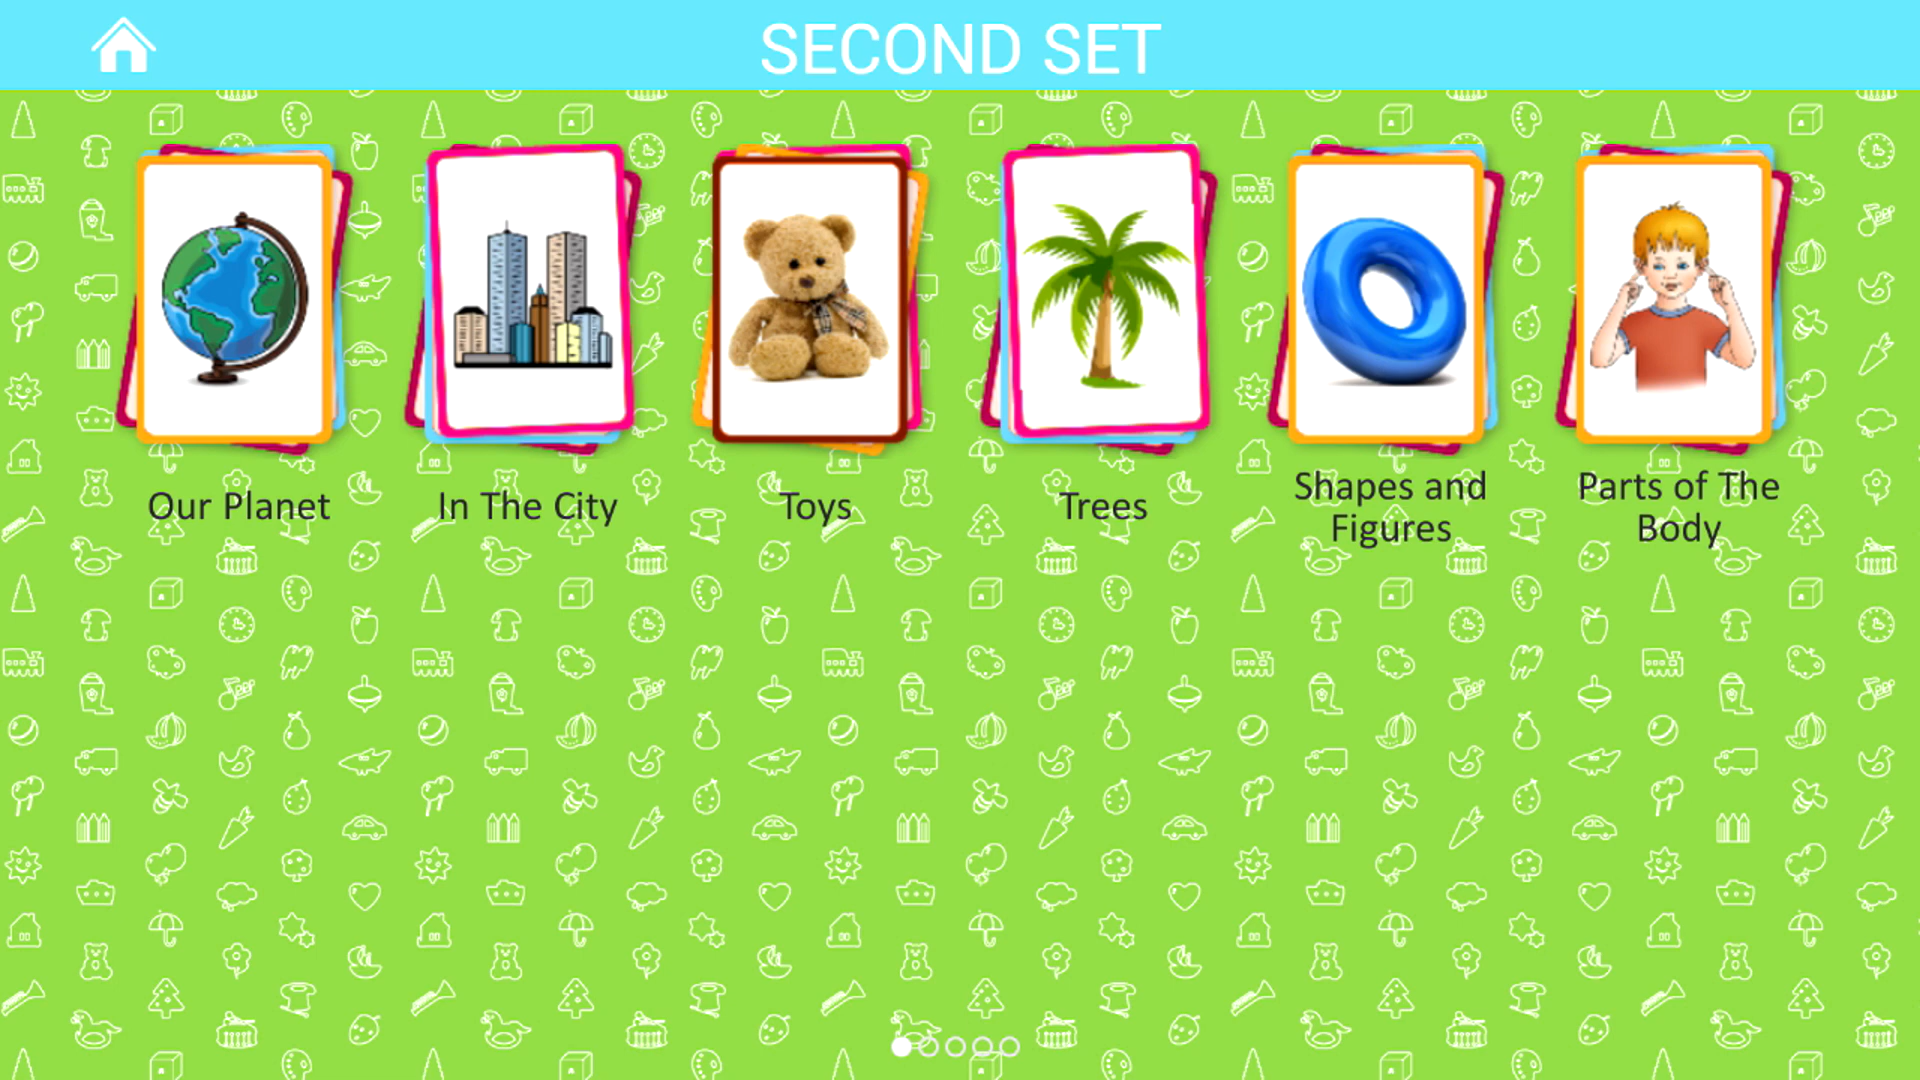 SECOND SET
Our Planet
In The City
Toys
Trees
Shapes and
Figures
Parts of The
Body